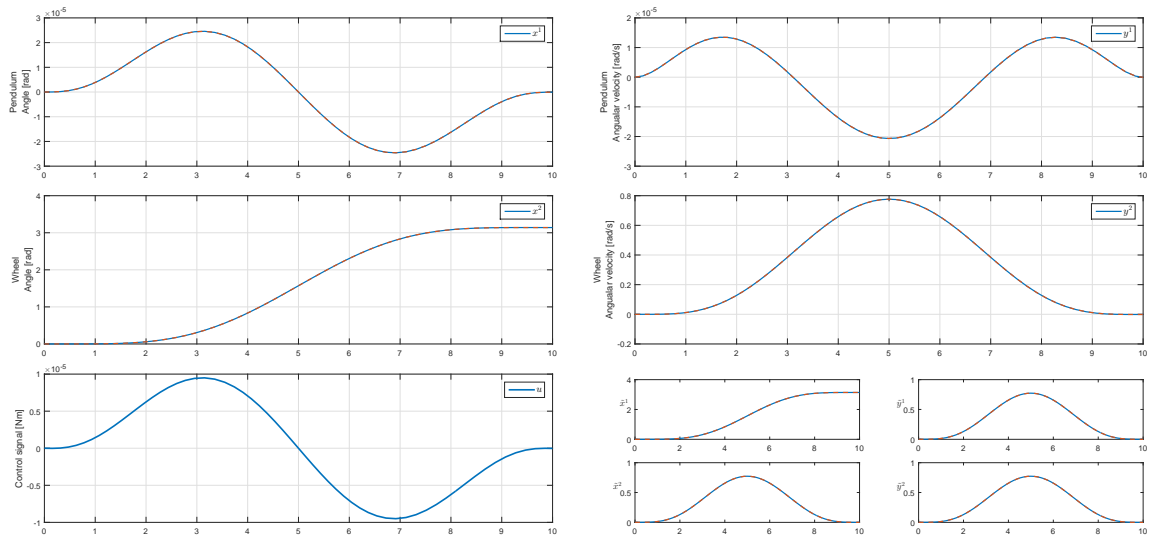 ×10⁻⁵
3
2
1
0
-1
-2
-3
0 1 2 3 4 5 6 7 8 9 10
Pendulum
Angle [rad]
x¹
×10⁻⁵
2
1
0
-1
-2
-3
0 1 2 3 4 5 6 7 8 9 10
Pendulum
Angualar velocity [rad/s]
y¹
4
3
2
1
0
0 1 2 3 4 5 6 7 8 9 10
Wheel
Angle [rad]
x²
0.8
0.6
0.4
0.2
0
-0.2
0 1 2 3 4 5 6 7 8 9 10
Wheel
Angualar velocity [rad/s]
y²
×10⁻⁵
1
0.5
0
-0.5
-1
0 1 2 3 4 5 6 7 8 9 10
Control signal [Nm]
u
4
2
0
0 2 4 6 8 10
1
0.5
0
0 2 4 6 8 10
1
0.5
0
0 2 4 6 8 10
1
0.5
0
0 2 4 6 8 10